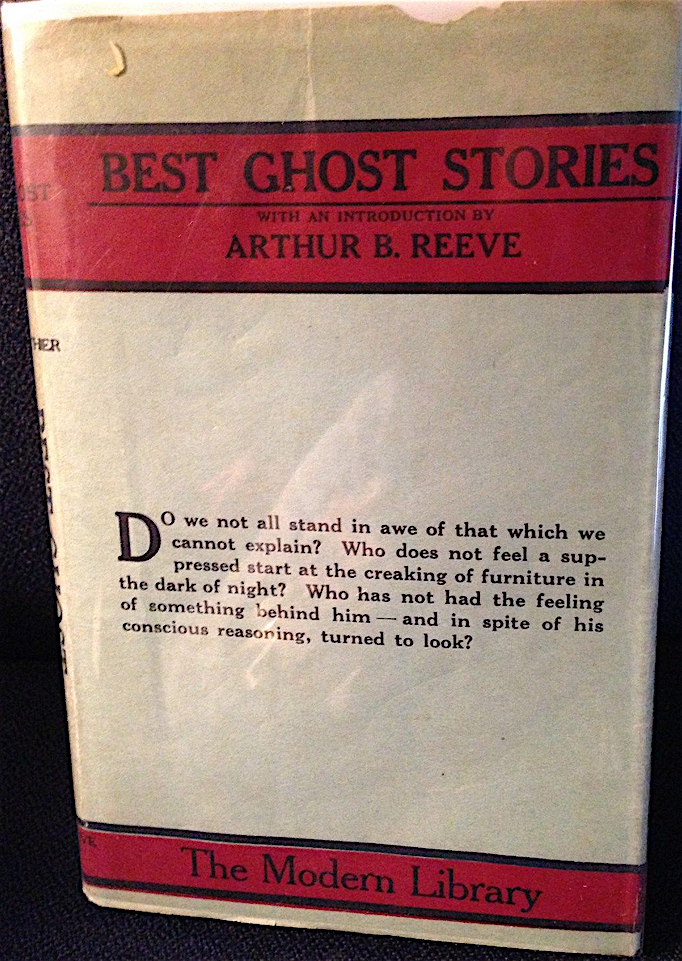 BEST GHOST STORIES
WITH AN INTRODUCTION BY
ARTHUR B. REEVE
DO we not all stand in awe of that which we
cannot explain? Who does not feel a sup-
pressed start at the creaking of furniture in
the dark of night? Who has not had the feeling
of something behind him — and in spite of his
conscious reasoning, turned to look?
The Modern Library